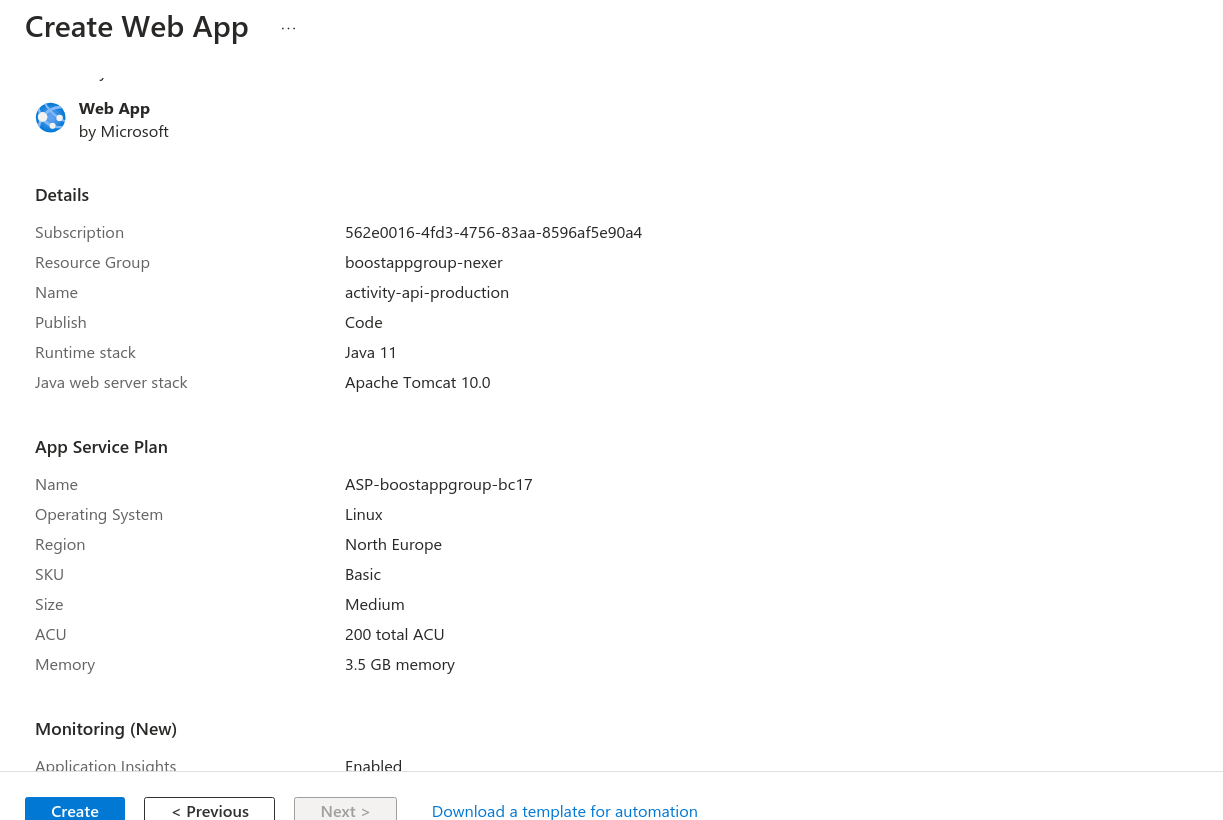 Create Web App ...
Web App
by Microsoft
Details
Subscription 562e0016-4fd3-4756-83aa-8596af5e90a4
Resource Group boostappgroup-nexer
Name activity-api-production
Publish Code
Runtime stack Java 11
Java web server stack Apache Tomcat 10.0
App Service Plan
Name ASP-boostappgroup-bc17
Operating System Linux
Region North Europe
SKU Basic
Size Medium
ACU 200 total ACU
Memory 3.5 GB memory
Monitoring (New)
Application Insights Enabled
Create < Previous Next > Download a template for automation